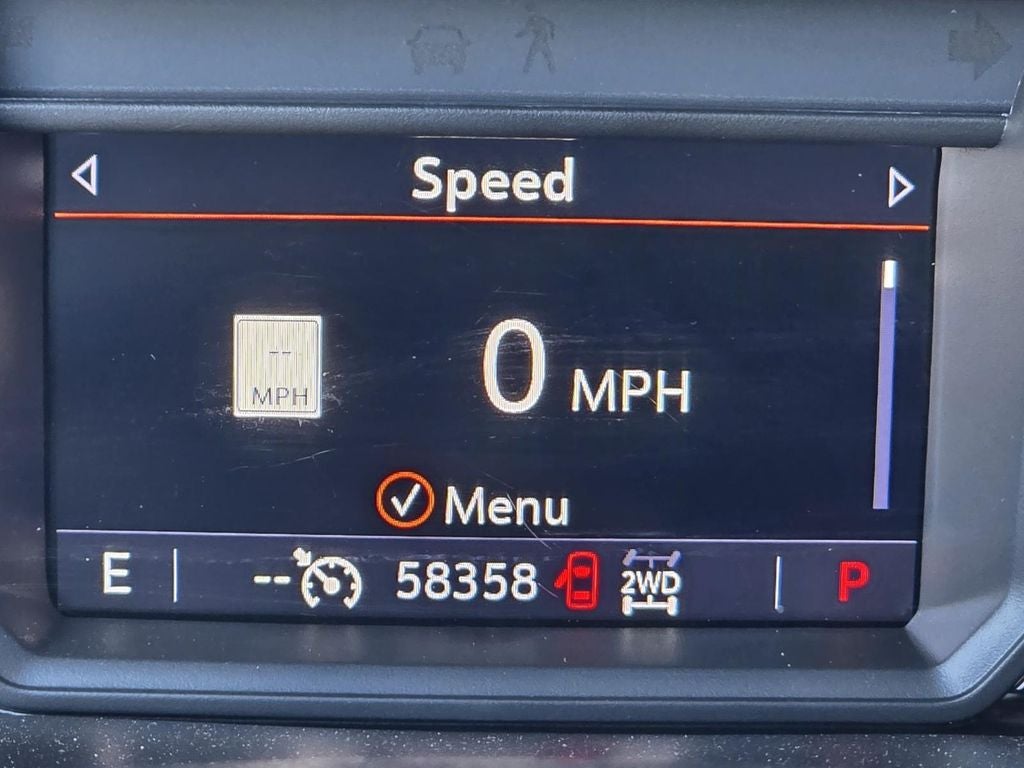 Speed
--
MPH
0 MPH
Menu
E -- 58358 2WD P